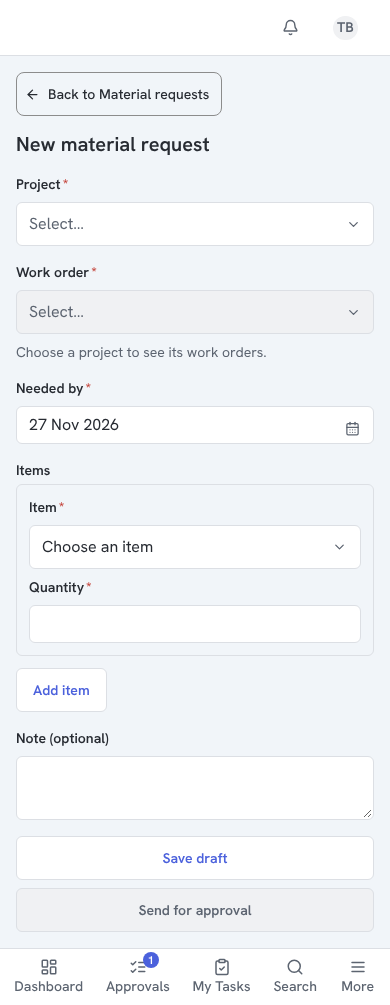 TB
Back to Material requests
New material request
Project *
Select...
Work order *
Select...
Choose a project to see its work orders.
Needed by *
27 Nov 2026
Items
Item *
Choose an item
Quantity *
Add item
Note (optional)
Save draft
Send for approval
1
Dashboard Approvals My Tasks Search More